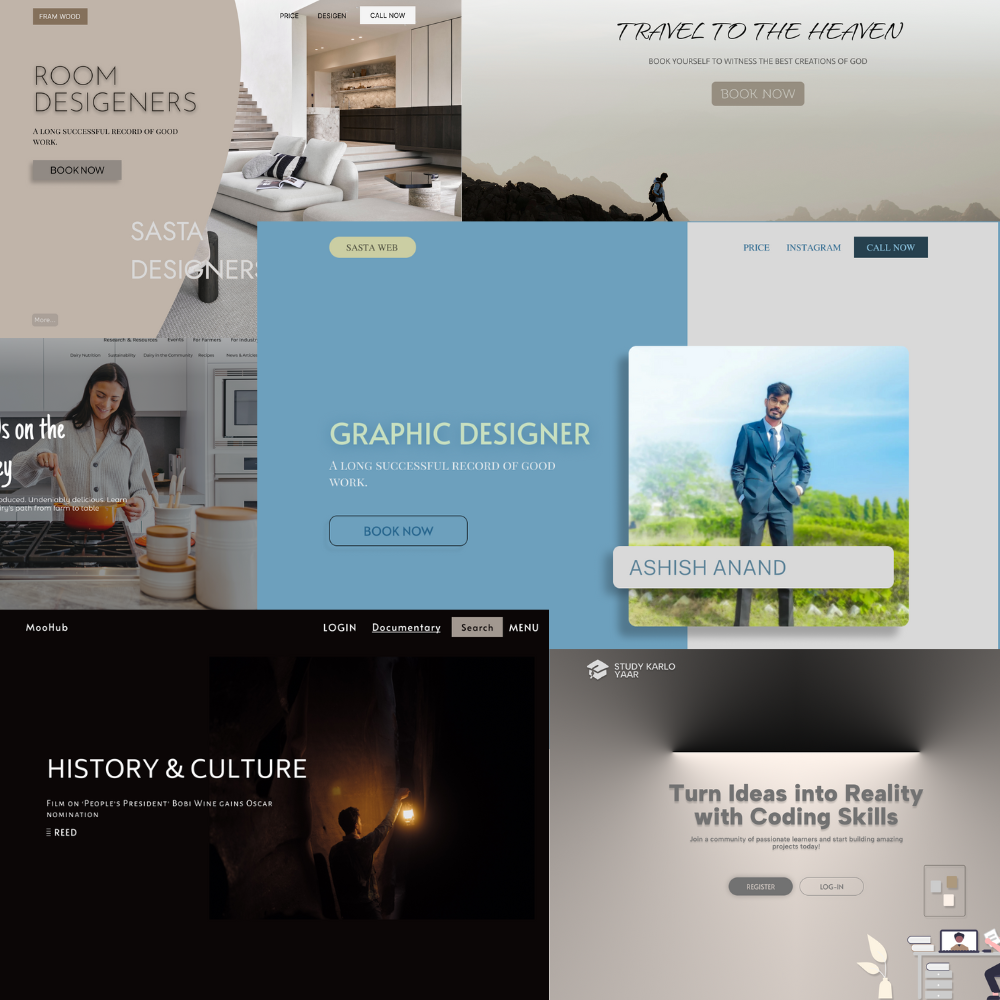 FRAM WOOD
PRICE DESIGEN CALL NOW
ROOM
DESIGENERS
A LONG SUCCESSFUL RECORD OF GOOD
WORK.
BOOK NOW
SASTA
DESIGNERS
More...
TRAVEL TO THE HEAVEN
BOOK YOURSELF TO WITNESS THE BEST CREATIONS OF GOD
BOOK NOW
Research & Resources Events For Farmers For Indust
Dairy Nutrition Sustainability Dairy in the Community Recipes News & Articles
s on the
ey
oduced. Undeniably delicious. Learn
iry's path from farm to table
SASTA WEB
PRICE INSTAGRAM CALL NOW
GRAPHIC DESIGNER
A LONG SUCCESSFUL RECORD OF GOOD
WORK.
BOOK NOW
ASHISH ANAND
MooHub
LOGIN Documentary Search MENU
HISTORY & CULTURE
FILM ON 'PEOPLE'S PRESIDENT' BOBI WINE GAINS OSCAR
NOMINATION
REED
STUDY KARLO
YAAR
Turn Ideas into Reality
with Coding Skills
Join a community of passionate learners and start building amazing
projects today!
REGISTER LOG-IN